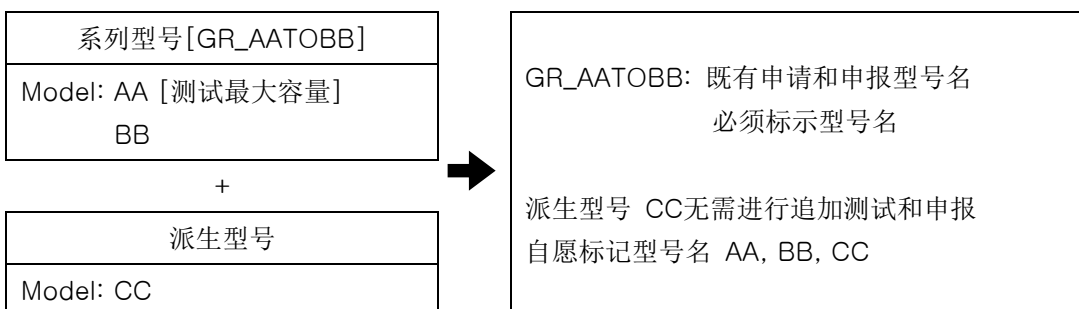 系列型号[GR_AATOBB]
Model: AA [测试最大容量]
BB
+
派生型号
Model: CC
GR_AATOBB: 既有申请和申报型号名
必须标示型号名
派生型号 CC无需进行追加测试和申报
自愿标记型号名 AA, BB, CC